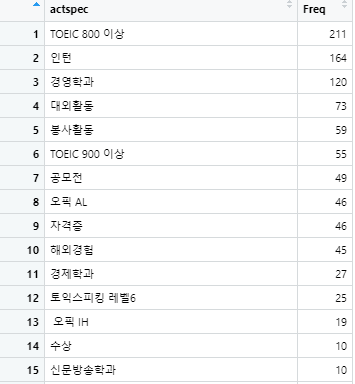 actspec Freq
1 TOEIC 800 이상 211
2 인턴 164
3 경영학과 120
4 대외활동 73
5 봉사활동 59
6 TOEIC 900 이상 55
7 공모전 49
8 오픽 AL 46
9 자격증 46
10 해외경험 45
11 경제학과 27
12 토익스피킹 레벨6 25
13 오픽 IH 19
14 수상 10
15 신문방송학과 10